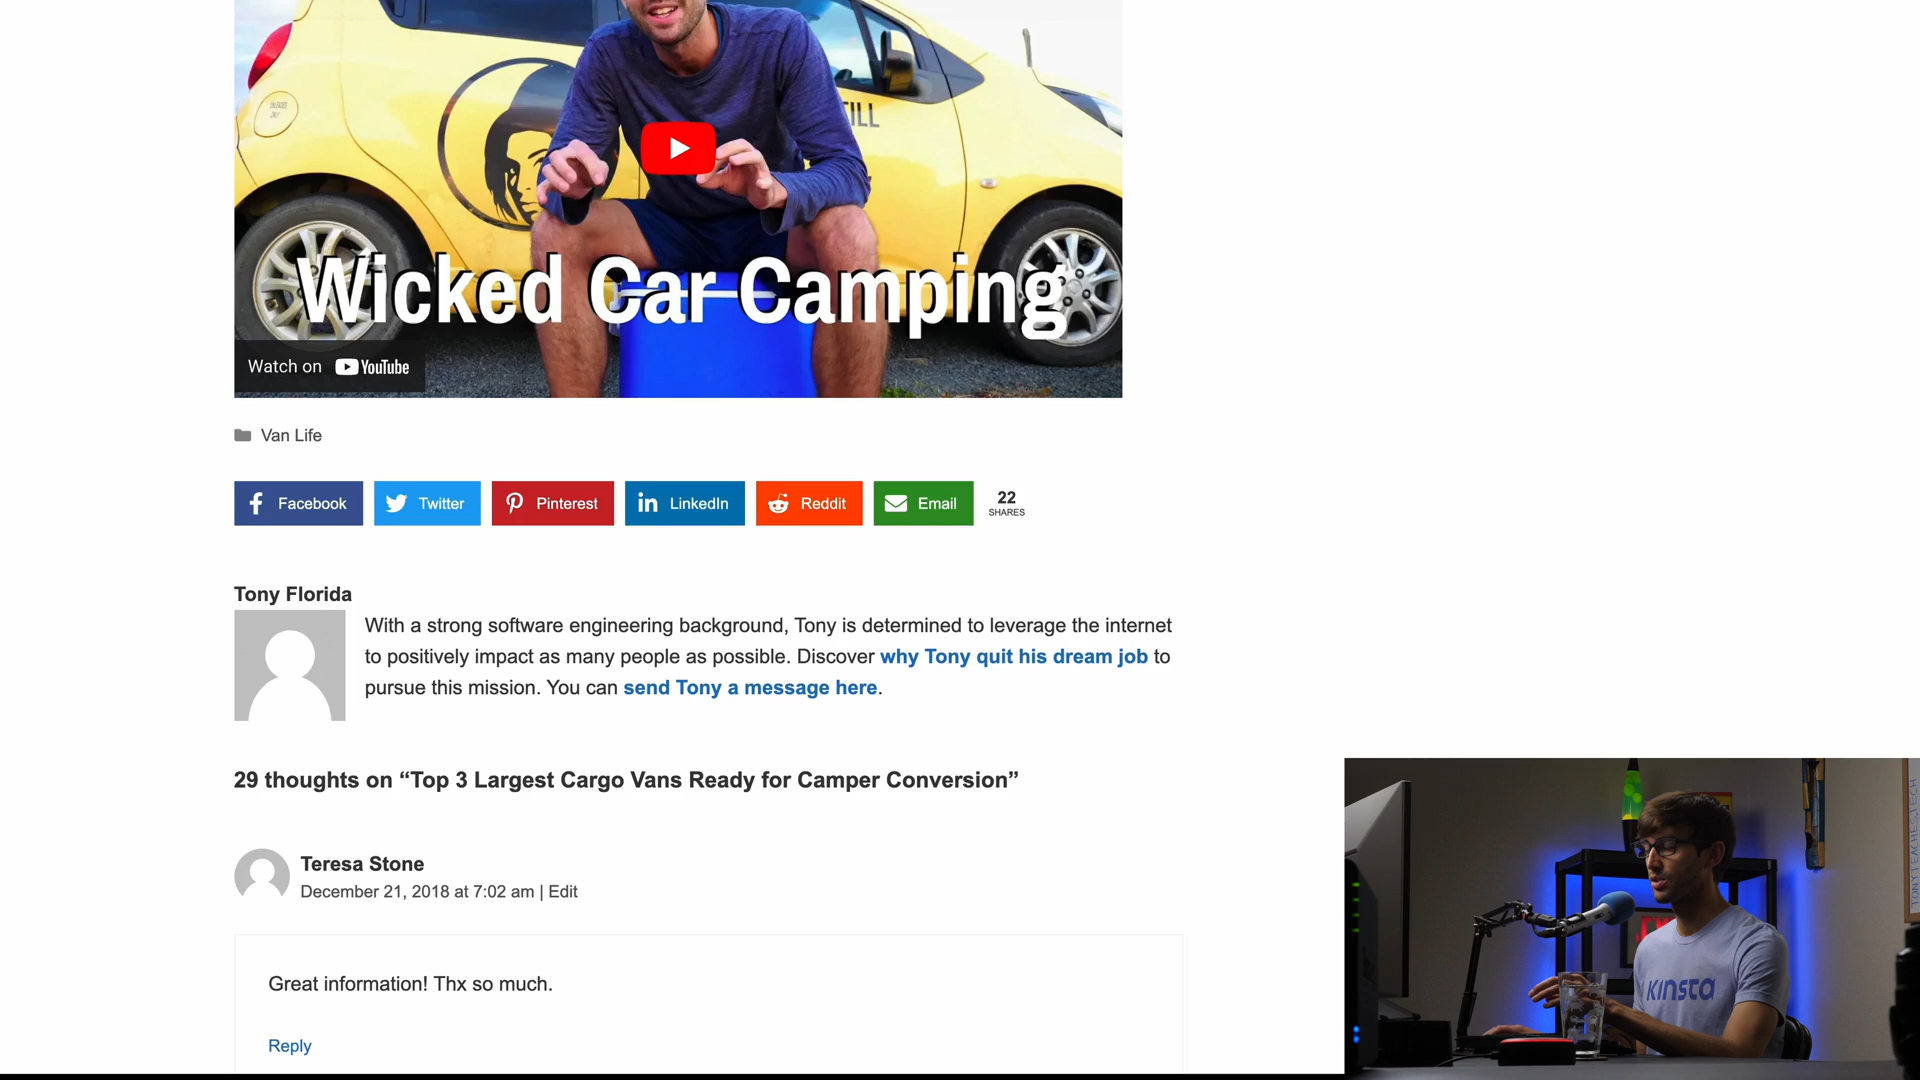 ILL
Wicked Car Camping
Watch on YouTube
Van Life
Facebook Twitter Pinterest LinkedIn Reddit Email 22
SHARES
Tony Florida
With a strong software engineering background, Tony is determined to leverage the internet
to positively impact as many people as possible. Discover why Tony quit his dream job to
pursue this mission. You can send Tony a message here.
29 thoughts on “Top 3 Largest Cargo Vans Ready for Camper Conversion”
Teresa Stone
December 21, 2018 at 7:02 am | Edit
Great information! Thx so much.
Reply
TONYTEACHES.TECH
KINSTA